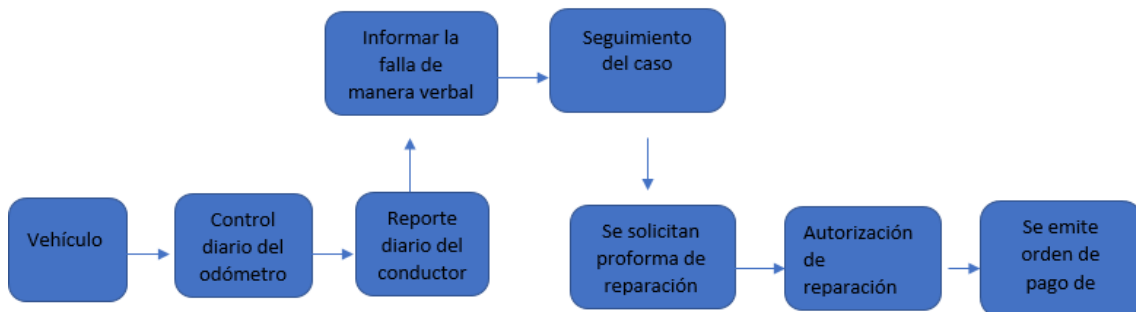 Informar la
falla de
manera verbal
Seguimiento
del caso
Vehículo
Control
diario del
odómetro
Reporte
diario del
conductor
Se solicitan
proforma de
reparación
Autorización
de
reparación
Se emite
orden de
pago de